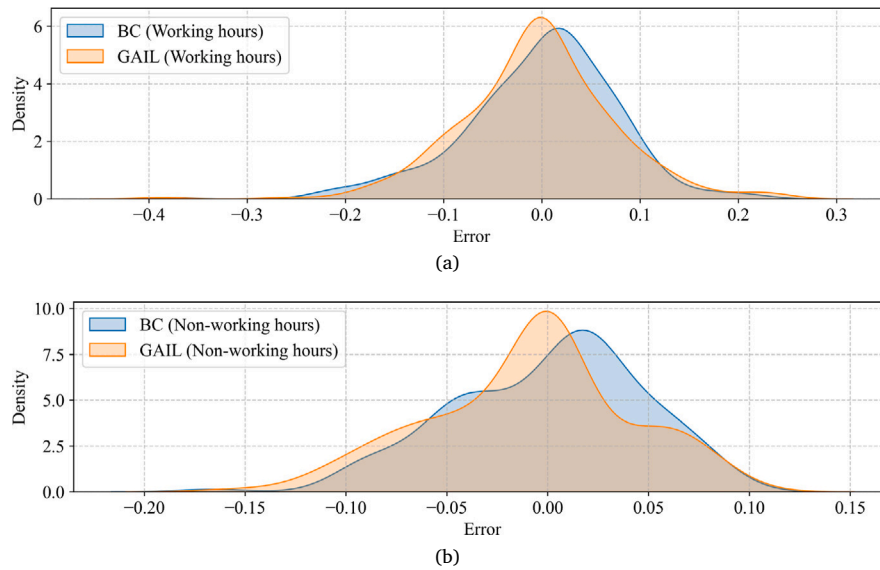 BC (Working hours)
GAIL (Working hours)
6
4
2
0
Density
−0.4 −0.3 −0.2 −0.1 0.0 0.1 0.2 0.3
Error
(a)
BC (Non-working hours)
GAIL (Non-working hours)
10.0
7.5
5.0
2.5
0.0
Density
−0.20 −0.15 −0.10 −0.05 0.00 0.05 0.10 0.15
Error
(b)